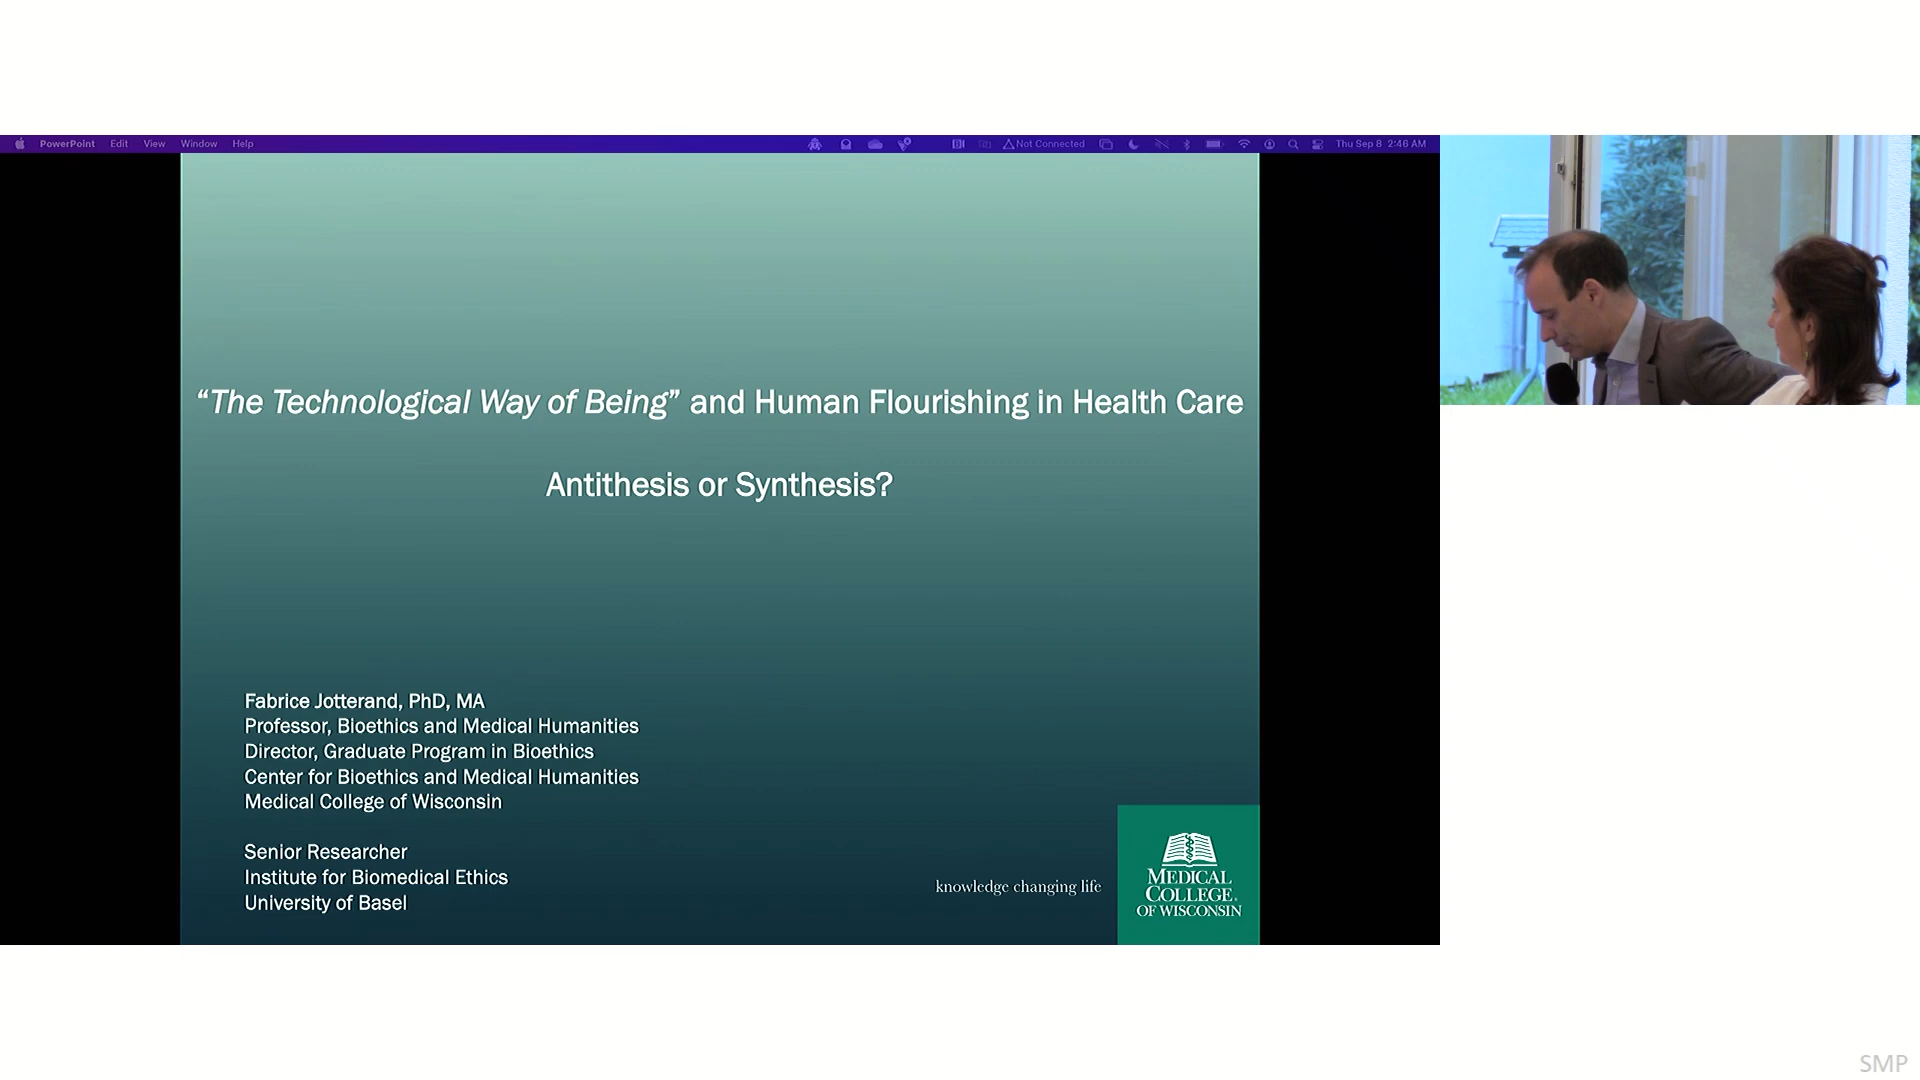 PowerPoint Edit View Window Help
Not Connected
Thu Sep 8 2:46 AM
“The Technological Way of Being” and Human Flourishing in Health Care
Antithesis or Synthesis?
Fabrice Jotterand, PhD, MA
Professor, Bioethics and Medical Humanities
Director, Graduate Program in Bioethics
Center for Bioethics and Medical Humanities
Medical College of Wisconsin
Senior Researcher
Institute for Biomedical Ethics
University of Basel
knowledge changing life
MEDICAL
COLLEGE
OF WISCONSIN
SMP